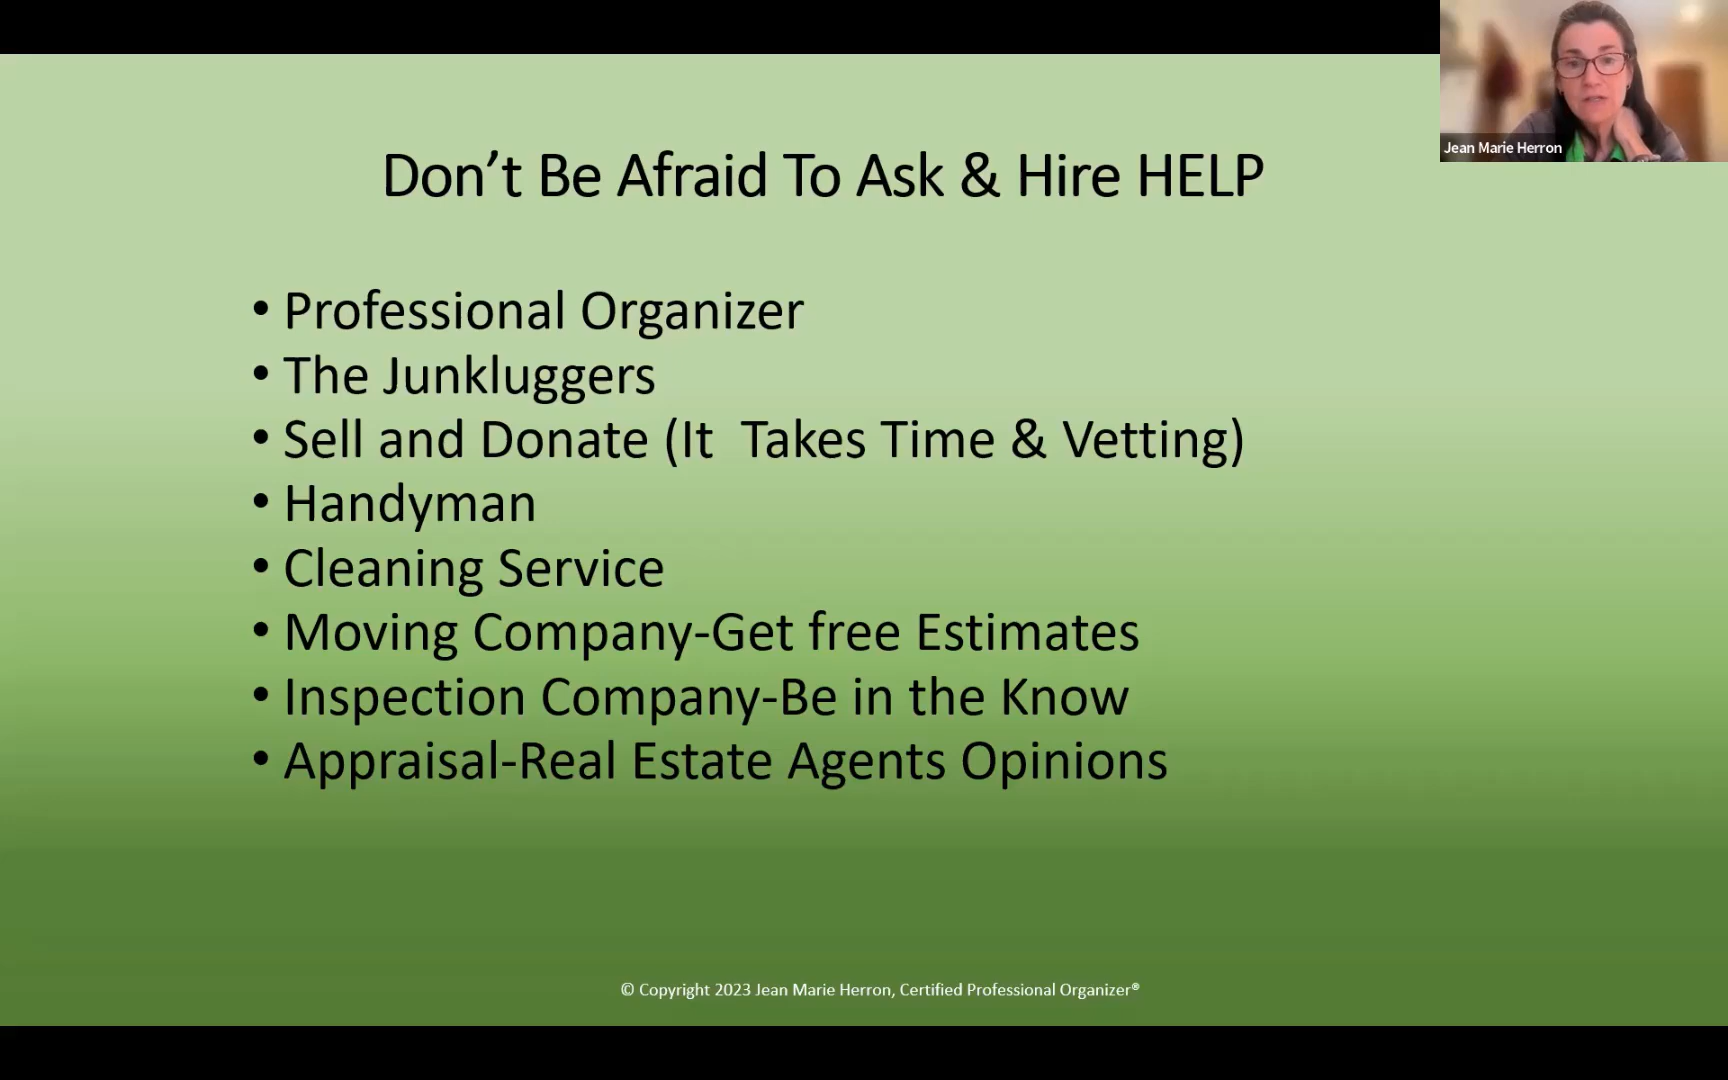 Jean Marie Herron
Don’t Be Afraid To Ask & Hire HELP
• Professional Organizer
• The Junkluggers
• Sell and Donate (It  Takes Time & Vetting)
• Handyman
• Cleaning Service
• Moving Company-Get free Estimates
• Inspection Company-Be in the Know
• Appraisal-Real Estate Agents Opinions
© Copyright 2023 Jean Marie Herron, Certified Professional Organizer®